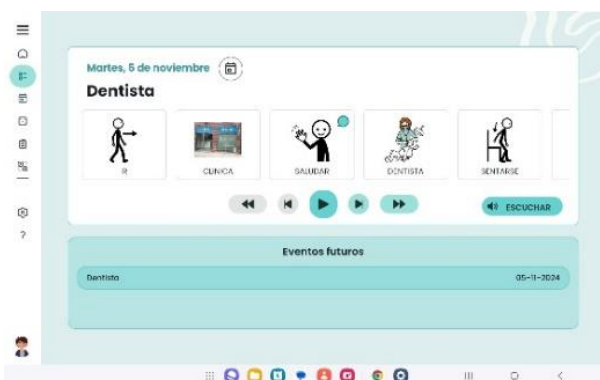 Martes, 5 de noviembre
Dentista
IR CLINICA SALUDAR DENTISTA SENTARSE
ESCUCHAR
Eventos futuros
Dentista 05-11-2024